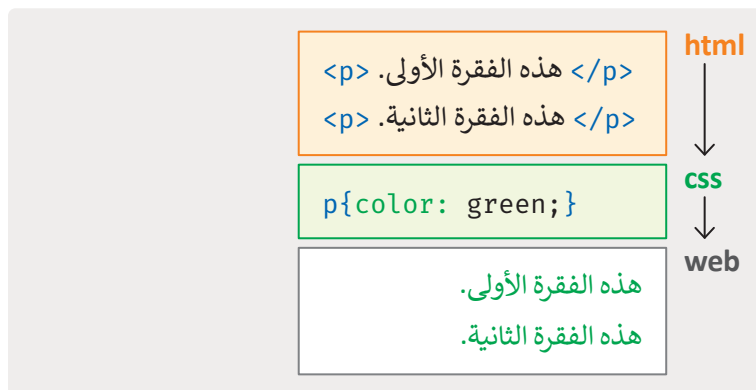 html
<p> هذه الفقرة الأولى. </p>
<p> هذه الفقرة الثانية. </p>
css
p{color: green;}
web
هذه الفقرة الأولى.
هذه الفقرة الثانية.